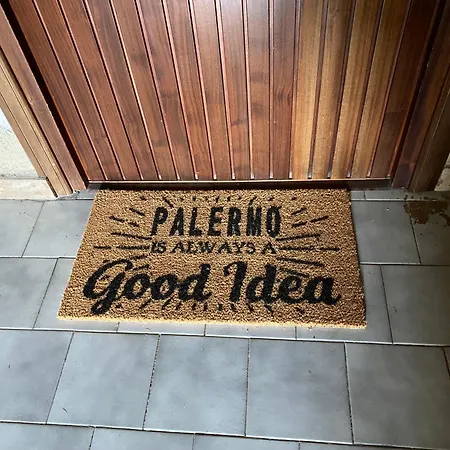 PALERMO
IS ALWAYS A
Good Idea